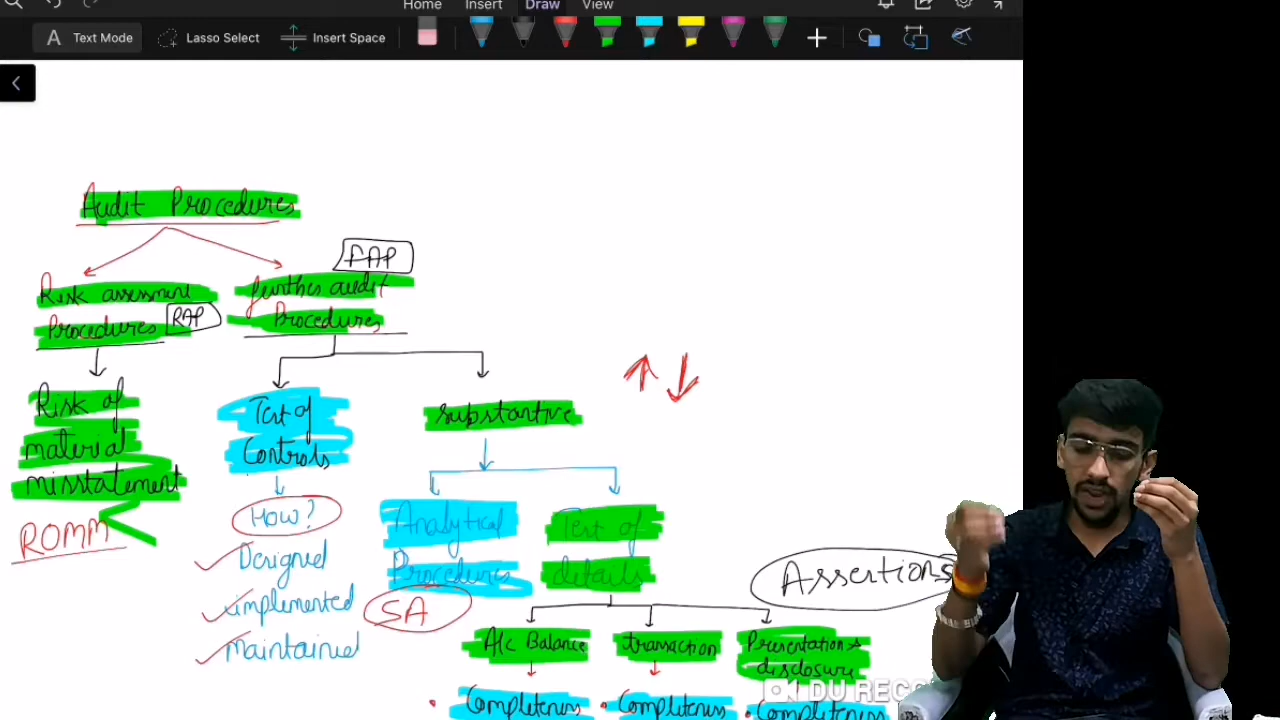 Home Insert Draw View
Text Mode Lasso Select Insert Space
Audit Procedures
FAP
Risk assessment
Procedures RAP
further audit
Procedures
Risk of
material
misstatement
ROMM
Test of
Controls
How?
Designed
implemented
Maintained
Substantive
Analytical
Procedures
SA
Test of
details
Assertions
A/c Balance
transaction
Presentation &
disclosure
DU RECO
• Completeness
• Completeness
• Completeness